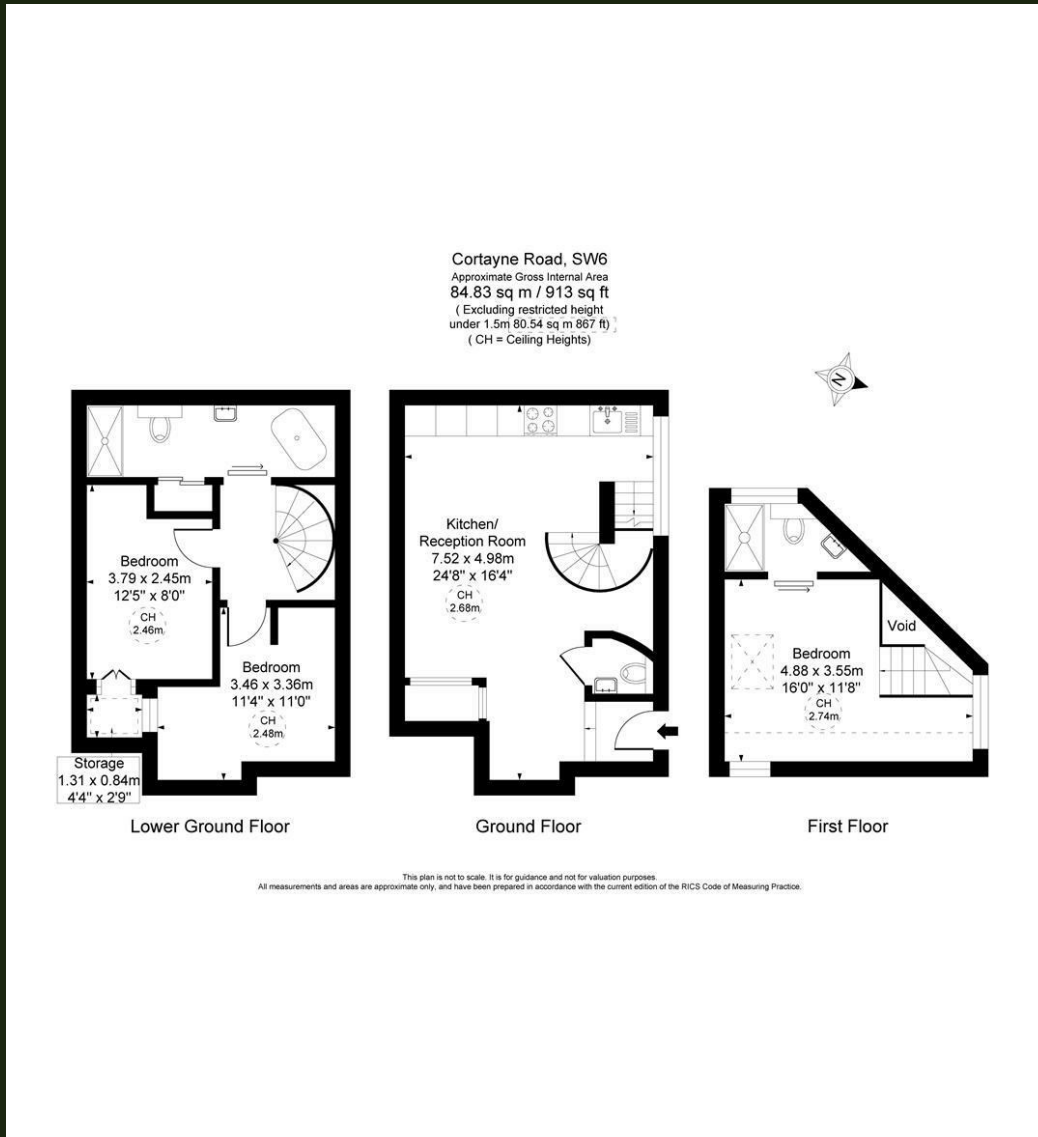 Cortayne Road, SW6
Approximate Gross Internal Area
84.83 sq m / 913 sq ft
( Excluding restricted height
under 1.5m 80.54 sq m 867 ft)
( CH = Ceiling Heights)
N
Bedroom
3.79 x 2.45m
12'5" x 8'0"
CH
2.46m
Bedroom
3.46 x 3.36m
11'4" x 11'0"
CH
2.48m
Storage
1.31 x 0.84m
4'4" x 2'9"
Lower Ground Floor
Kitchen/
Reception Room
7.52 x 4.98m
24'8" x 16'4"
CH
2.68m
Ground Floor
Void
Bedroom
4.88 x 3.55m
16'0" x 11'8"
CH
2.74m
First Floor
This plan is not to scale. It is for guidance and not for valuation purposes.
All measurements and areas are approximate only, and have been prepared in accordance with the current edition of the RICS Code of Measuring Practice.